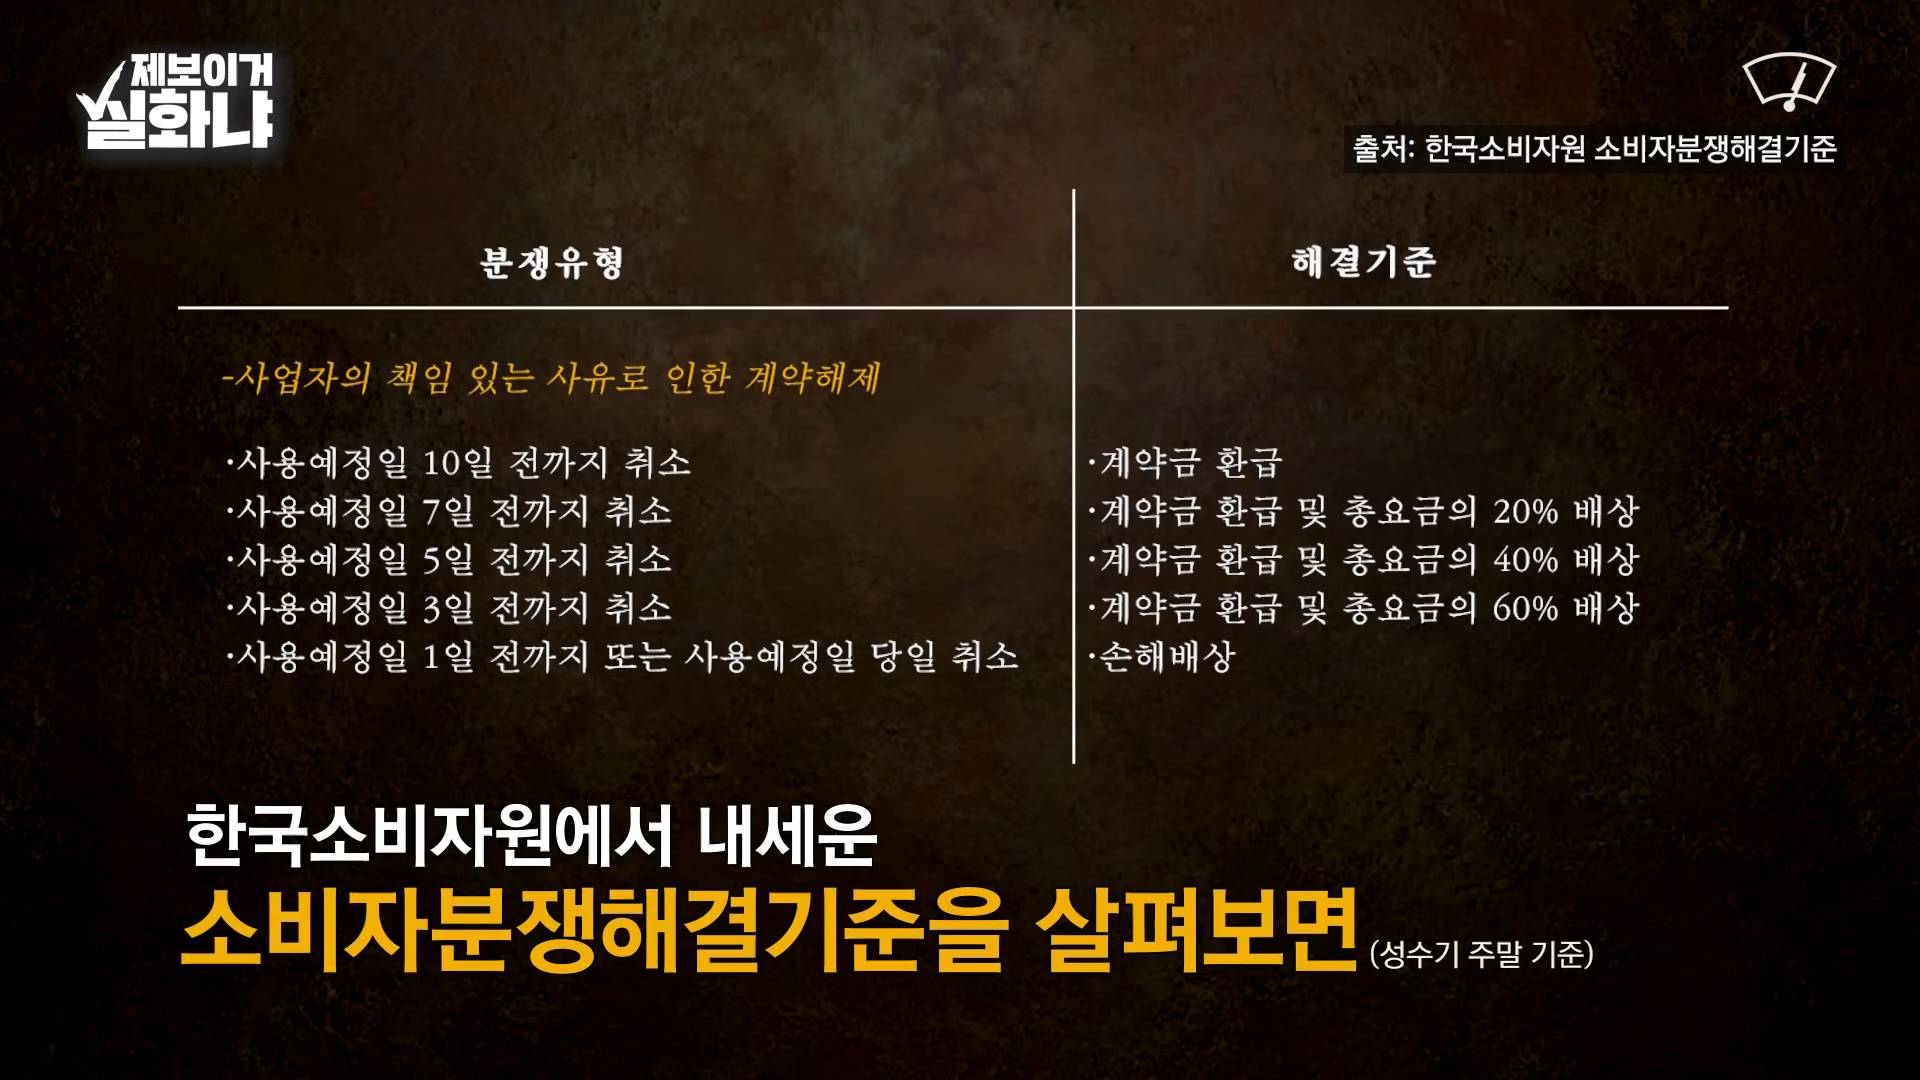 제보이거
실화냐
출처: 한국소비자원 소비자분쟁해결기준
분쟁유형
해결기준
-사업자의 책임 있는 사유로 인한 계약해제
·사용예정일 10일 전까지 취소
·계약금 환급
·사용예정일 7일 전까지 취소
·계약금 환급 및 총요금의 20% 배상
·사용예정일 5일 전까지 취소
·계약금 환급 및 총요금의 40% 배상
·사용예정일 3일 전까지 취소
·계약금 환급 및 총요금의 60% 배상
·사용예정일 1일 전까지 또는 사용예정일 당일 취소
·손해배상
한국소비자원에서 내세운
소비자분쟁해결기준을 살펴보면 (성수기 주말 기준)